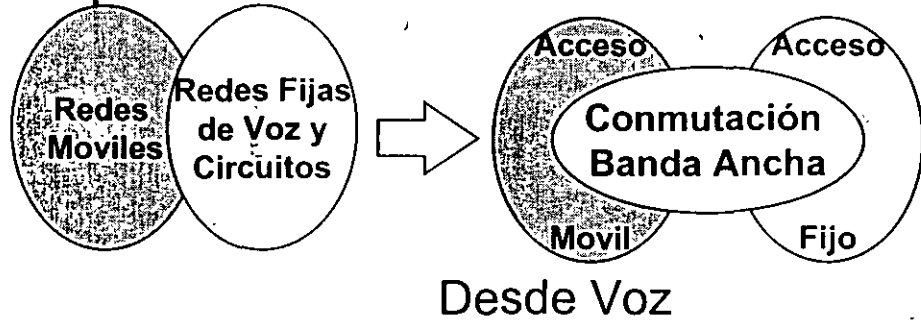 Redes
Moviles
Redes Fijas
de Voz y
Circuitos
Acceso
Movil
Conmutación
Banda Ancha
Acceso
Fijo
Desde Voz